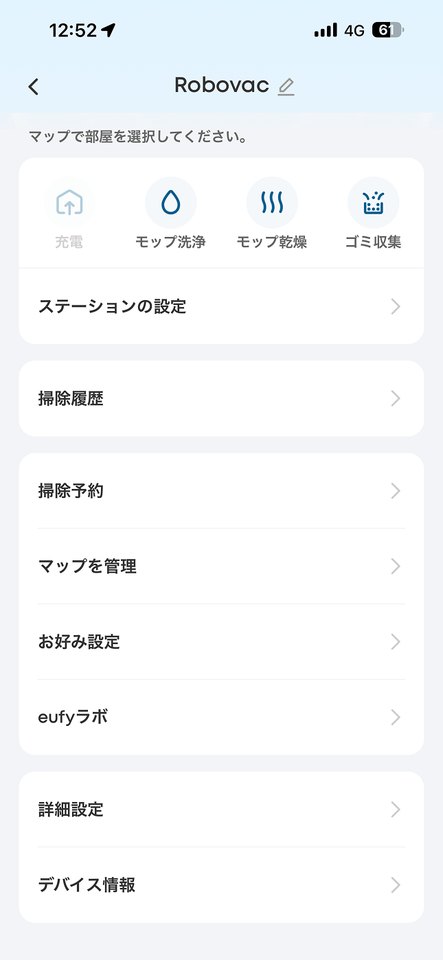 12:52
4G
61
Robovac
マップで部屋を選択してください。
充電
モップ洗浄
モップ乾燥
ゴミ収集
ステーションの設定
掃除履歴
掃除予約
マップを管理
お好み設定
eufyラボ
詳細設定
デバイス情報